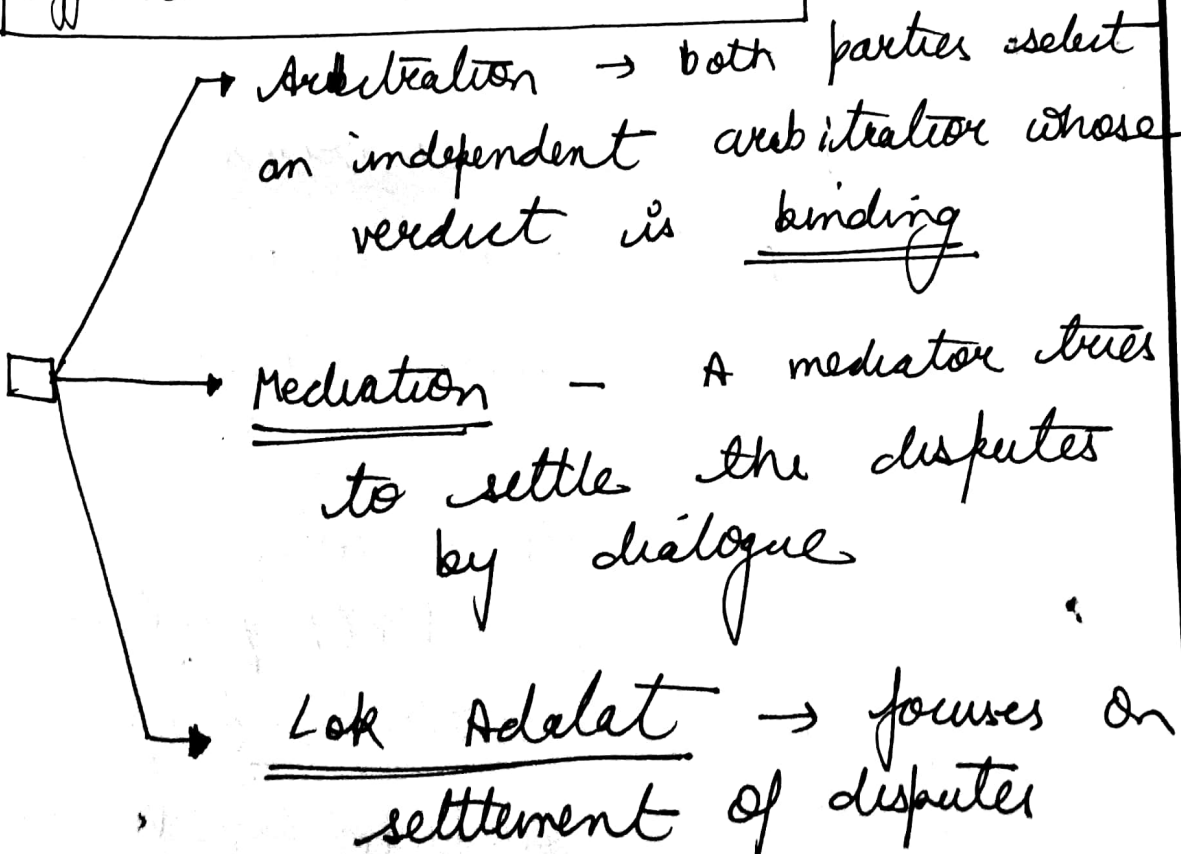 Arbitration → both parties select
an independent arbitrator whose
verdict is binding
Mediation - A mediator tries
to settle the disputes
by dialogue
Lok Adalat → focuses on
settlement of disputes